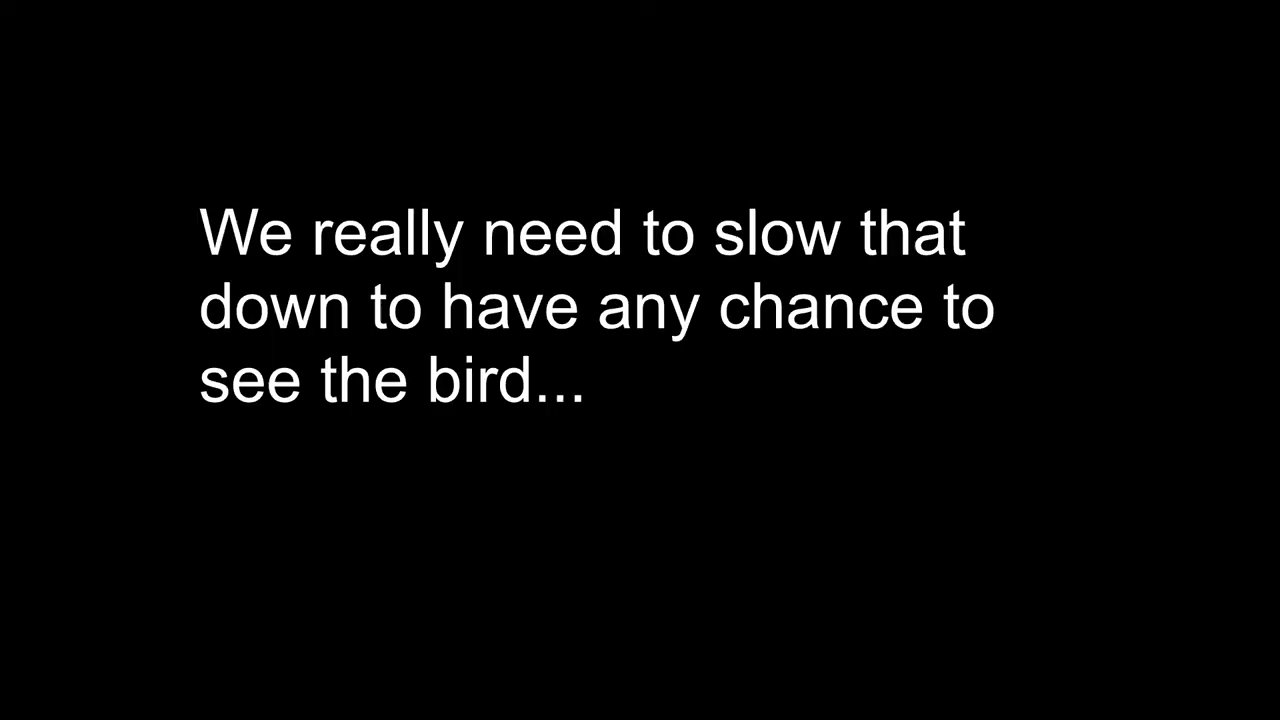 We really need to slow that
down to have any chance to
see the bird...